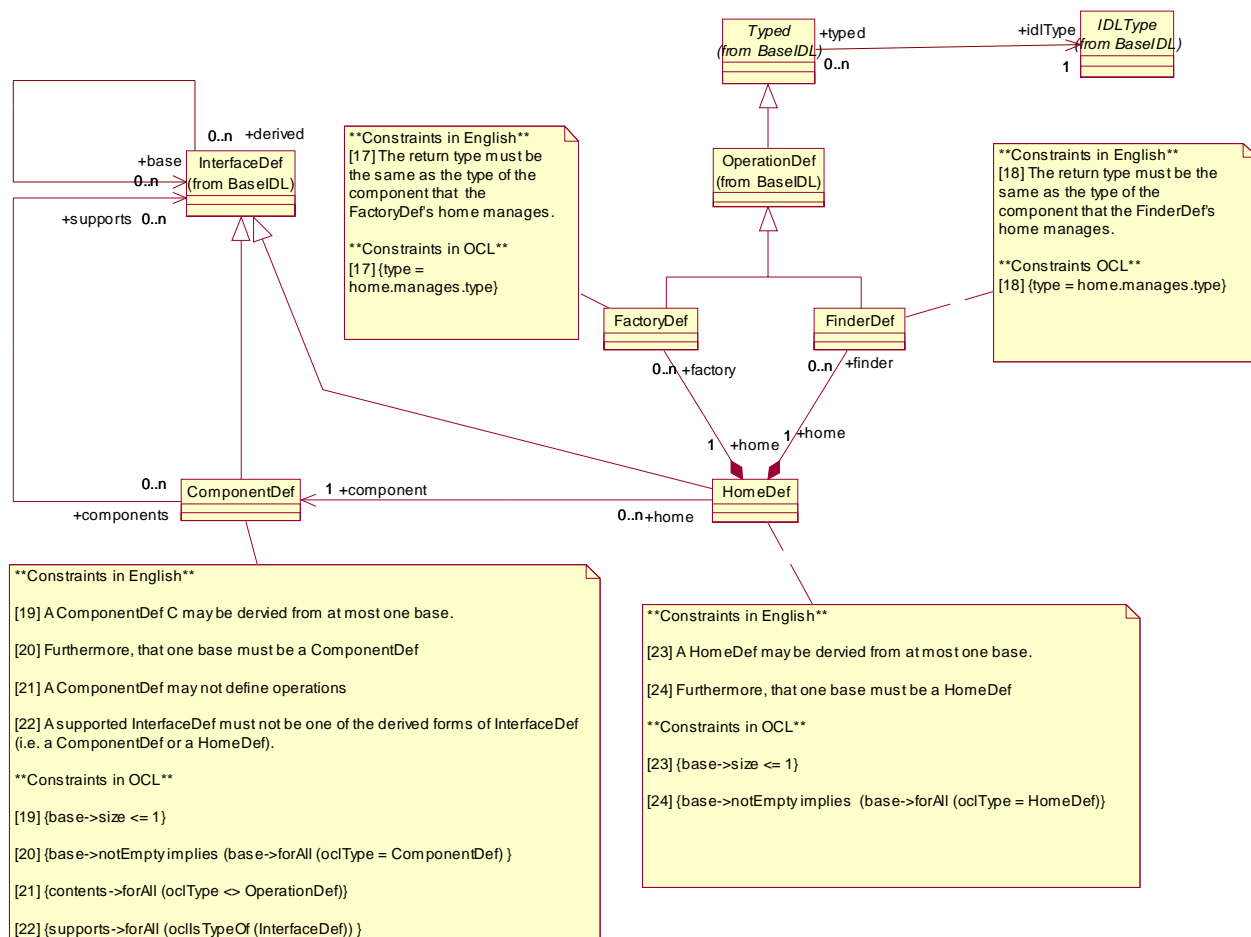 Typed
(from BaseIDL)
+typed
0..n
+idlType
1
IDLType
(from BaseIDL)
0..n +derived
+base
0..n
InterfaceDef
(from BaseIDL)
+supports 0..n
**Constraints in English**
[17] The return type must be
the same as the type of the
component that the
FactoryDef's home manages.
**Constraints in OCL**
[17] {type =
home.manages.type}
OperationDef
(from BaseIDL)
**Constraints in English**
[18] The return type must be the
same as the type of the
component that the FinderDef's
home manages.
**Constraints OCL**
[18] {type = home.manages.type}
FactoryDef
FinderDef
0..n +factory
0..n +finder
1 +home
1 +home
0..n
+components
ComponentDef
1 +component
0..n +home
HomeDef
**Constraints in English**
[19] A ComponentDef C may be dervied from at most one base.
[20] Furthermore, that one base must be a ComponentDef
[21] A ComponentDef may not define operations
[22] A supported InterfaceDef must not be one of the derived forms of InterfaceDef
(i.e. a ComponentDef or a HomeDef).
**Constraints in OCL**
[19] {base->size <= 1}
[20] {base->notEmpty implies (base->forAll (oclType = ComponentDef) }
[21] {contents->forAll (oclType <> OperationDef)}
[22] {supports->forAll (oclIsTypeOf (InterfaceDef)) }
**Constraints in English**
[23] A HomeDef may be dervied from at most one base.
[24] Furthermore, that one base must be a HomeDef
**Constraints in OCL**
[23] {base->size <= 1}
[24] {base->notEmpty implies (base->forAll (oclType = HomeDef)}